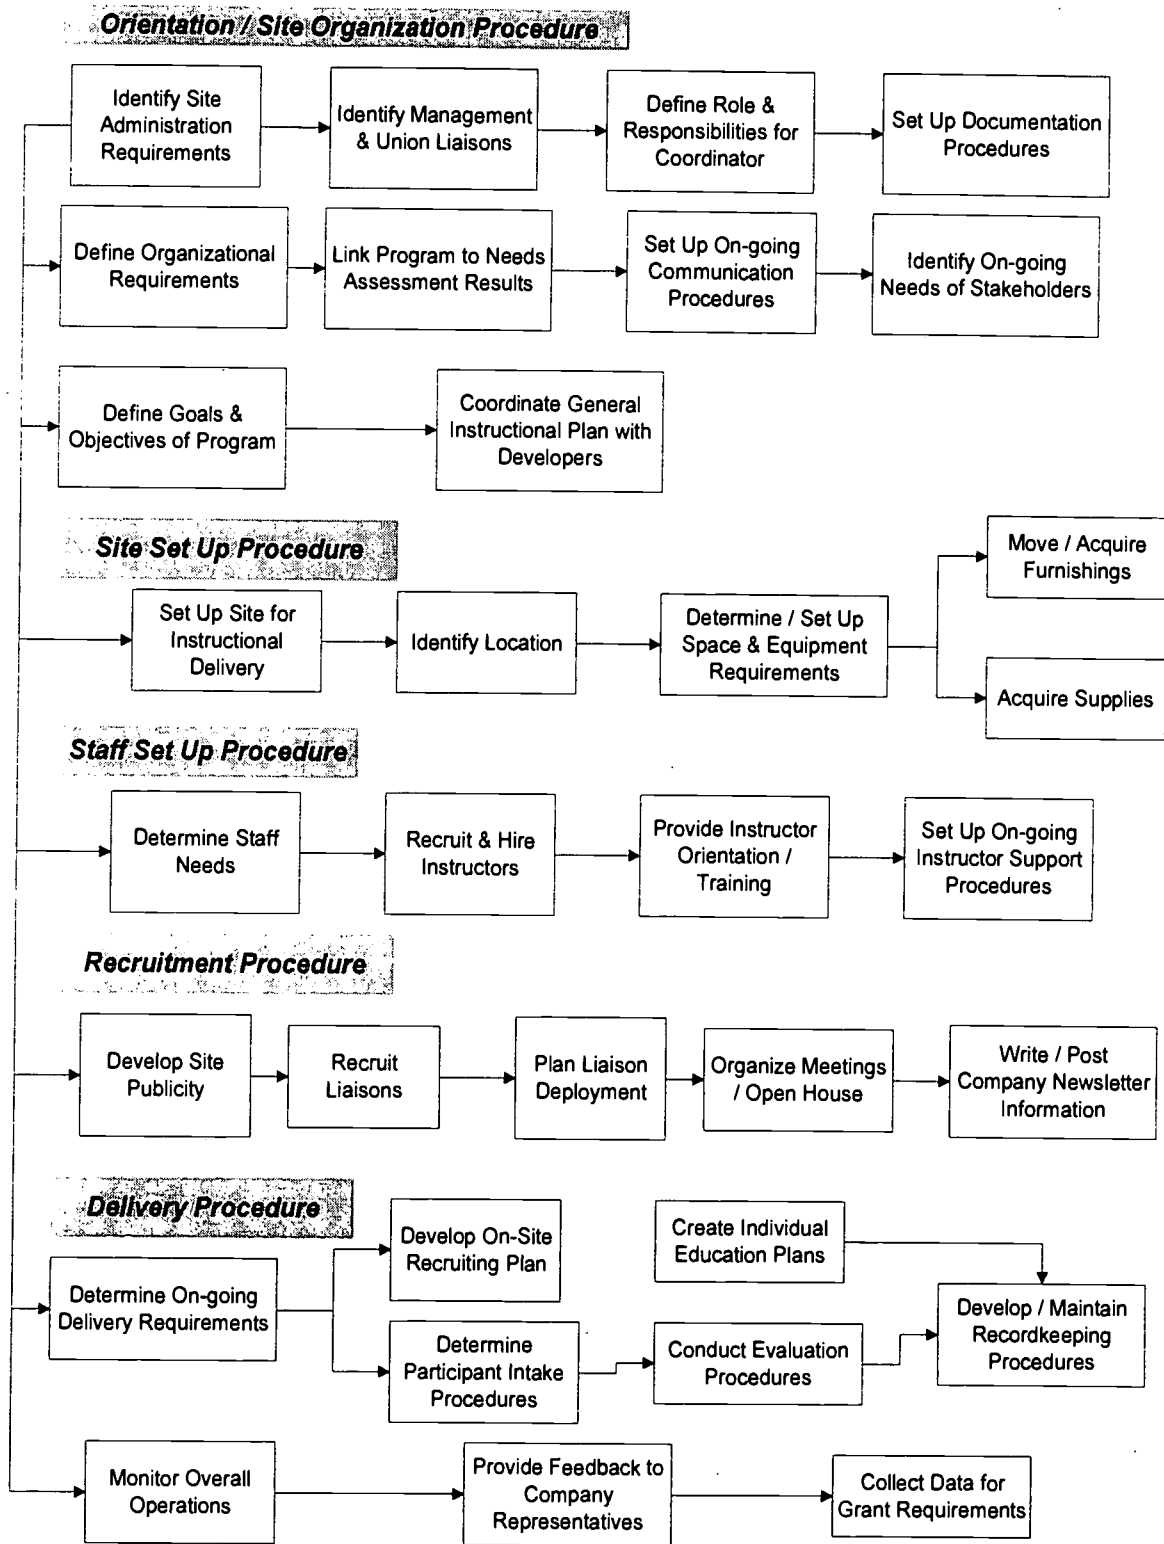 Orientation / Site Organization Procedure
Identify Site
Administration
Requirements
Identify Management
& Union Liaisons
Define Role &
Responsibilities for
Coordinator
Set Up Documentation
Procedures
Define Organizational
Requirements
Link Program to Needs
Assessment Results
Set Up On-going
Communication
Procedures
Identify On-going
Needs of Stakeholders
Define Goals &
Objectives of Program
Coordinate General
Instructional Plan with
Developers
Site Set Up Procedure
Set Up Site for
Instructional
Delivery
Identify Location
Determine / Set Up
Space & Equipment
Requirements
Move / Acquire
Furnishings
Acquire Supplies
Staff Set Up Procedure
Determine Staff
Needs
Recruit & Hire
Instructors
Provide Instructor
Orientation /
Training
Set Up On-going
Instructor Support
Procedures
Recruitment Procedure
Develop Site
Publicity
Recruit
Liaisons
Plan Liaison
Deployment
Organize Meetings
/ Open House
Write / Post
Company Newsletter
Information
Delivery Procedure
Determine On-going
Delivery Requirements
Develop On-Site
Recruiting Plan
Create Individual
Education Plans
Determine
Participant Intake
Procedures
Conduct Evaluation
Procedures
Develop / Maintain
Recordkeeping
Procedures
Monitor Overall
Operations
Provide Feedback to
Company
Representatives
Collect Data for
Grant Requirements